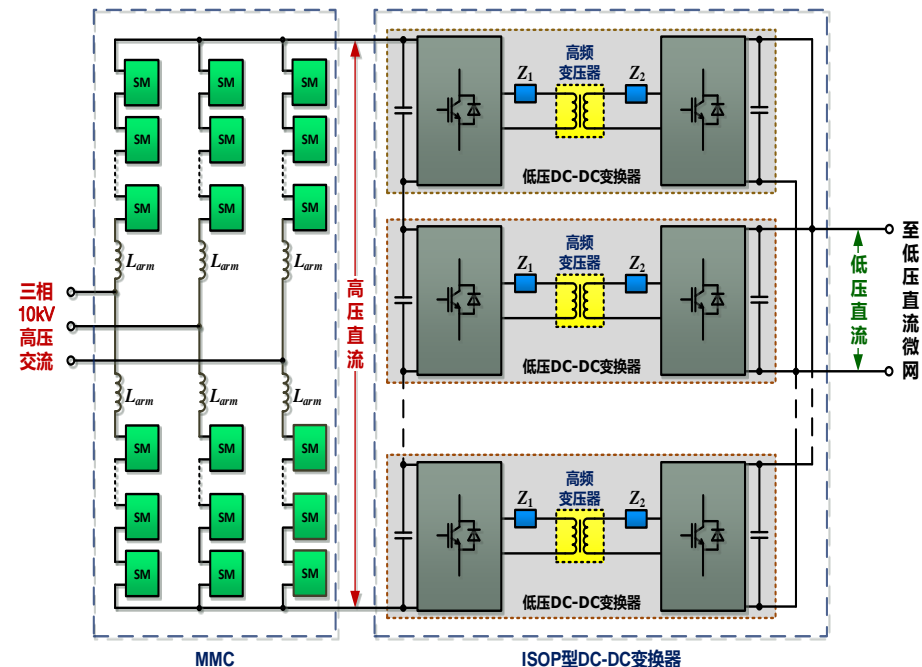 SM SM SM
SM SM SM
SM SM SM
Larm Larm Larm
三相
10kV
高压
交流
Larm Larm Larm
SM SM SM
SM SM SM
SM SM SM
MMC
高压直流
高频
变压器
Z1 Z2
低压DC-DC变换器
高频
变压器
Z1 Z2
低压DC-DC变换器
高频
变压器
Z1 Z2
低压DC-DC变换器
ISOP型DC-DC变换器
低压直流
至低压直流微网